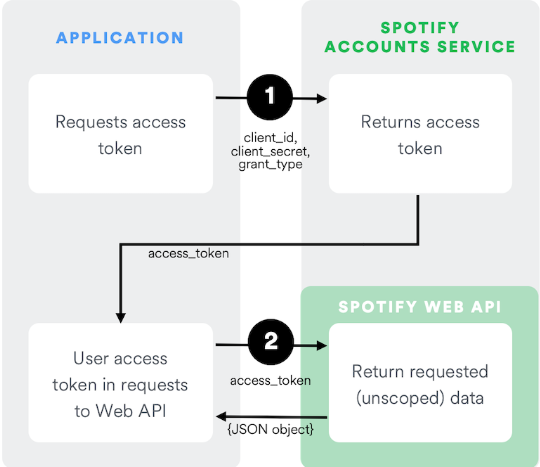 APPLICATION
SPOTIFY
ACCOUNTS SERVICE
Requests access
token
1
client_id,
client_secret,
grant_type
Returns access
token
access_token
SPOTIFY WEB API
User access
token in requests
to Web API
2
access_token
{JSON object}
Return requested
(unscoped) data